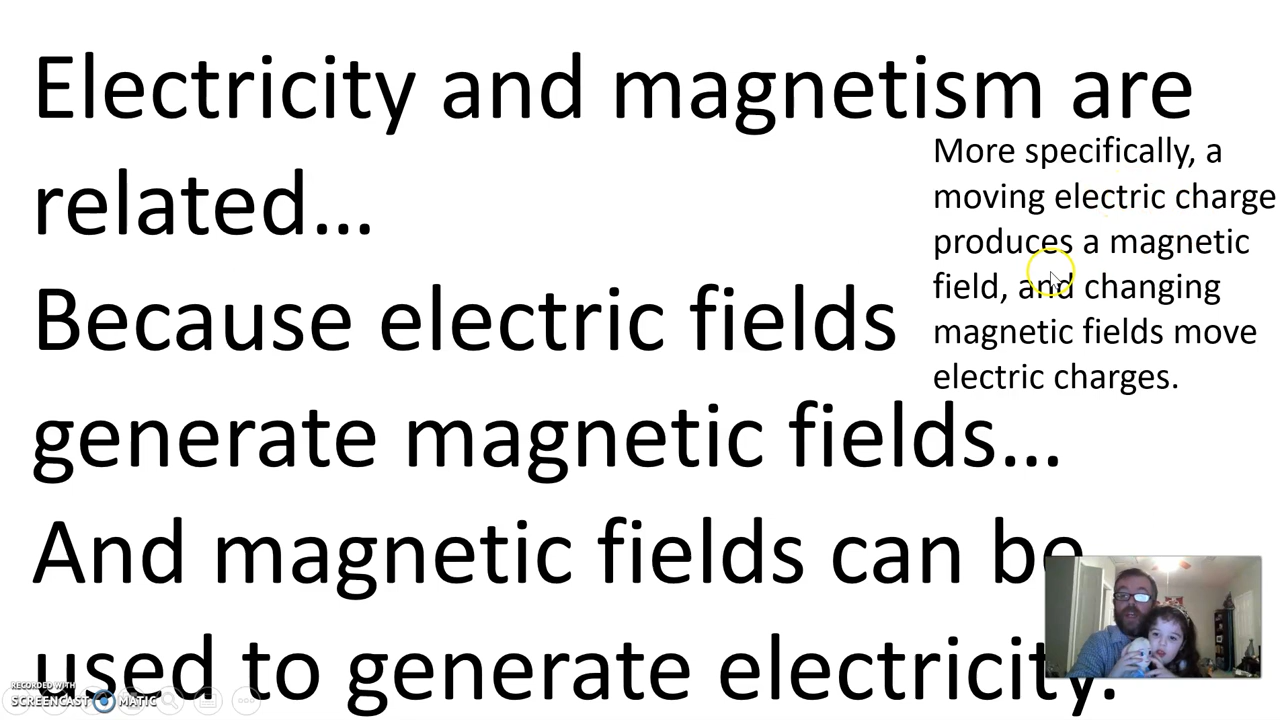 Electricity and magnetism are
related...
Because electric fields
generate magnetic fields...
And magnetic fields can be
used to generate electricity.
More specifically, a
moving electric charge
produces a magnetic
field, and changing
magnetic fields move
electric charges.
RECORDED WITH
SCREENCAST MATIC